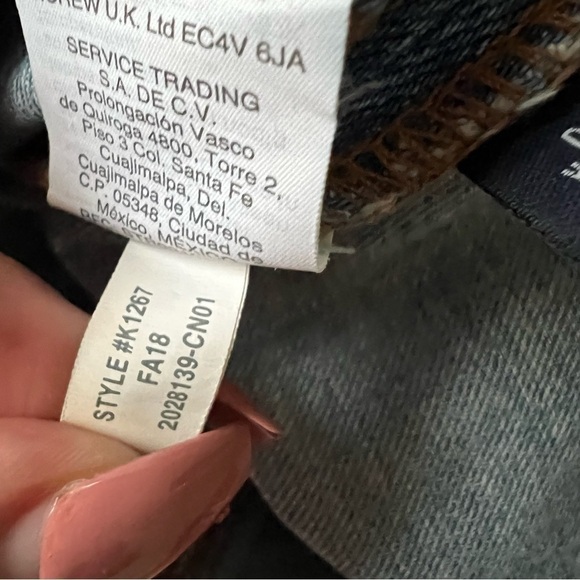 U.K. Ltd EC4V 6JA
SERVICE TRADING
S.A. DE C.V.
Prolongación Vasco
de Quiroga 4800, Torre 2,
Piso 3 Col. Santa Fe
Cuajimalpa, Del.
Cuajimalpa de Morelos
C.P. 05348, Ciudad de
México, MÉXICO
STYLE #K1267
FA18
2028139-CN01